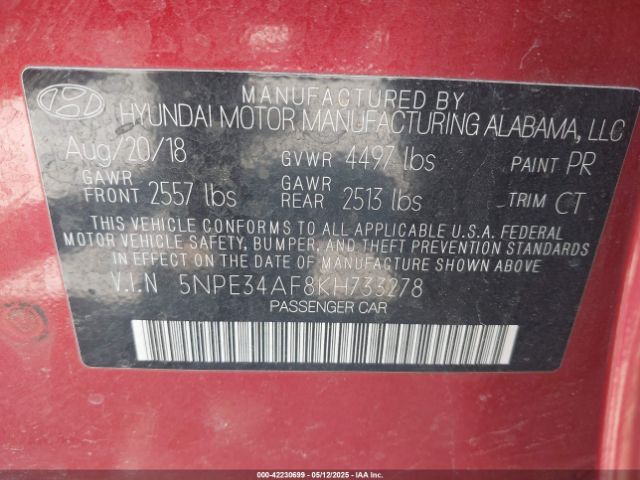 MANUFACTURED BY
HYUNDAI MOTOR MANUFACTURING ALABAMA, LLC
Aug/20/18 GVWR 4497 lbs PAINT PR
GAWR FRONT 2557 lbs GAWR REAR 2513 lbs TRIM CT
THIS VEHICLE CONFORMS TO ALL APPLICABLE U.S.A. FEDERAL
MOTOR VEHICLE SAFETY, BUMPER, AND THEFT PREVENTION STANDARDS
IN EFFECT ON THE DATE OF MANUFACTURE SHOWN ABOVE.
V.I.N 5NPE34AF8KH733278
PASSENGER CAR
000-42230699 - 05/12/2025 - IAAI.COM